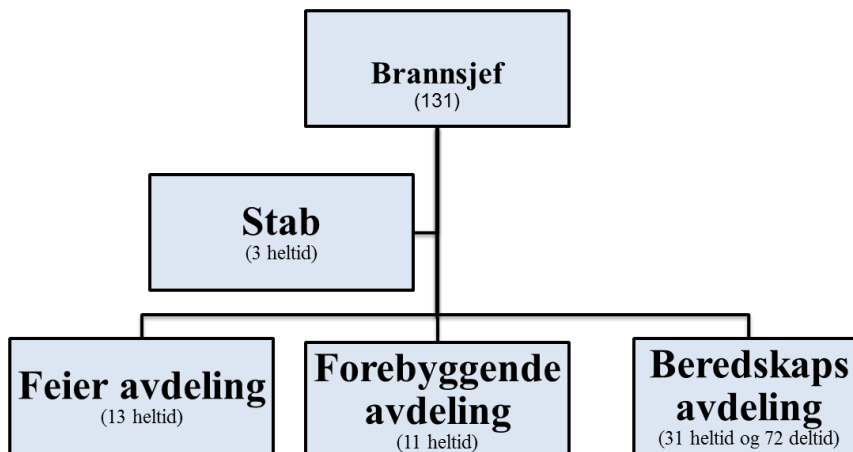 Brannsjef
(131)
Stab
(3 heltid)
Feier avdeling
(13 heltid)
Forebyggende
avdeling
(11 heltid)
Beredskaps
avdeling
(31 heltid og 72 deltid)